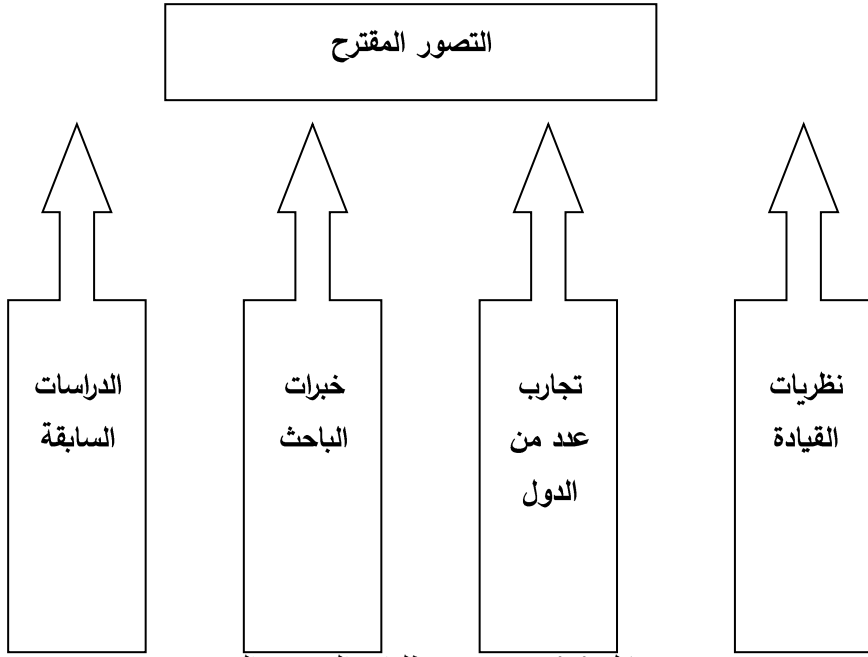 التصور المقترح
نظريات
القيادة
تجارب
عدد من
الدول
خبرات
الباحث
الدراسات
السابقة